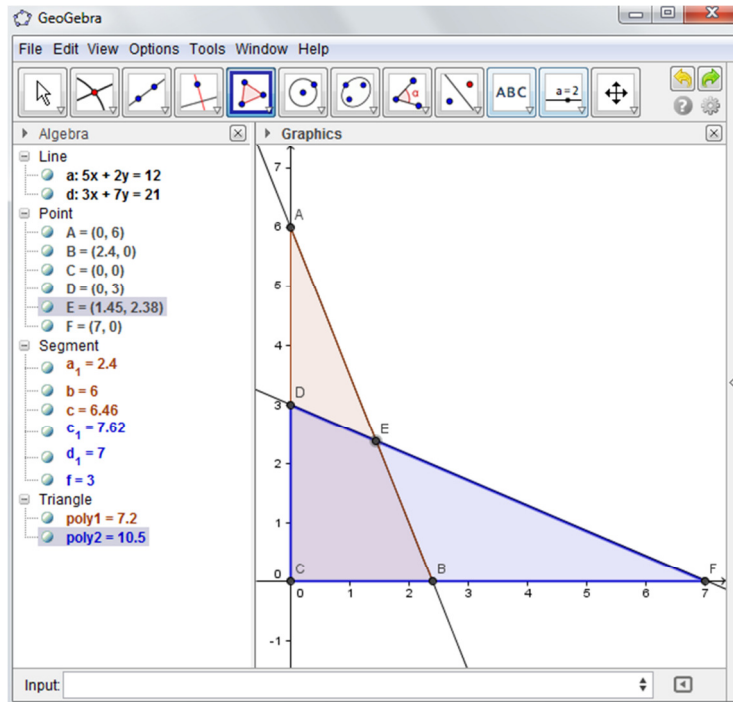 GeoGebra
File Edit View Options Tools Window Help
ABC
a=2
α
Algebra
Graphics
Line
a: 5x + 2y = 12
d: 3x + 7y = 21
Point
A = (0, 6)
B = (2.4, 0)
C = (0, 0)
D = (0, 3)
E = (1.45, 2.38)
F = (7, 0)
Segment
a₁ = 2.4
b = 6
c = 6.46
c₁ = 7.62
d₁ = 7
f = 3
Triangle
poly1 = 7.2
poly2 = 10.5
7
A
6
5
4
3
D
E
2
1
0
C
B
F
0 1 2 3 4 5 6 7
-1
Input: